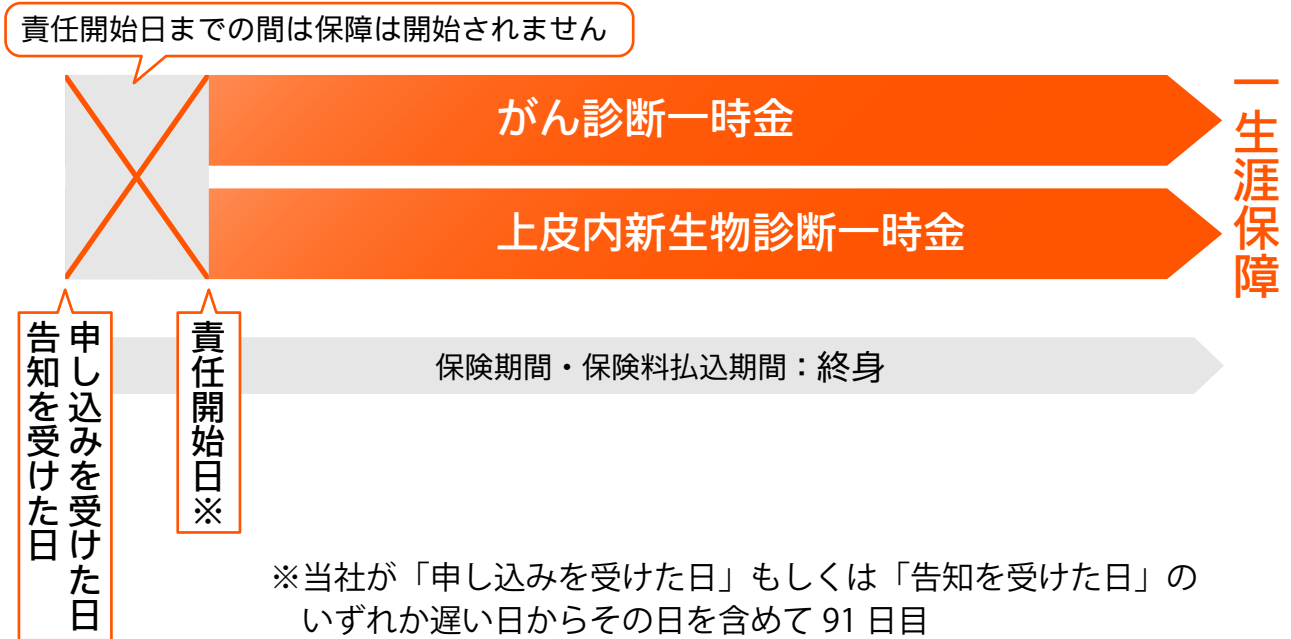 責任開始日までの間は保障は開始されません
がん診断一時金
上皮内新生物診断一時金
一生涯保障
申し込みを受けた日
告知を受けた日
責任開始日※
保険期間・保険料払込期間：終身
※当社が「申し込みを受けた日」もしくは「告知を受けた日」の
いずれか遅い日からその日を含めて 91 日目